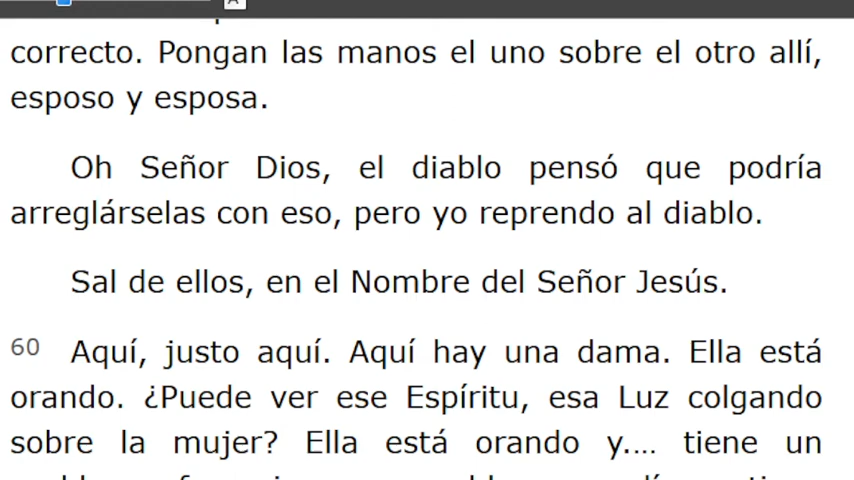 correcto. Pongan las manos el uno sobre el otro allí,
esposo y esposa.
Oh Señor Dios, el diablo pensó que podría
arreglárselas con eso, pero yo reprendo al diablo.
Sal de ellos, en el Nombre del Señor Jesús.
60 Aquí, justo aquí. Aquí hay una dama. Ella está
orando. ¿Puede ver ese Espíritu, esa Luz colgando
sobre la mujer? Ella está orando y.… tiene un